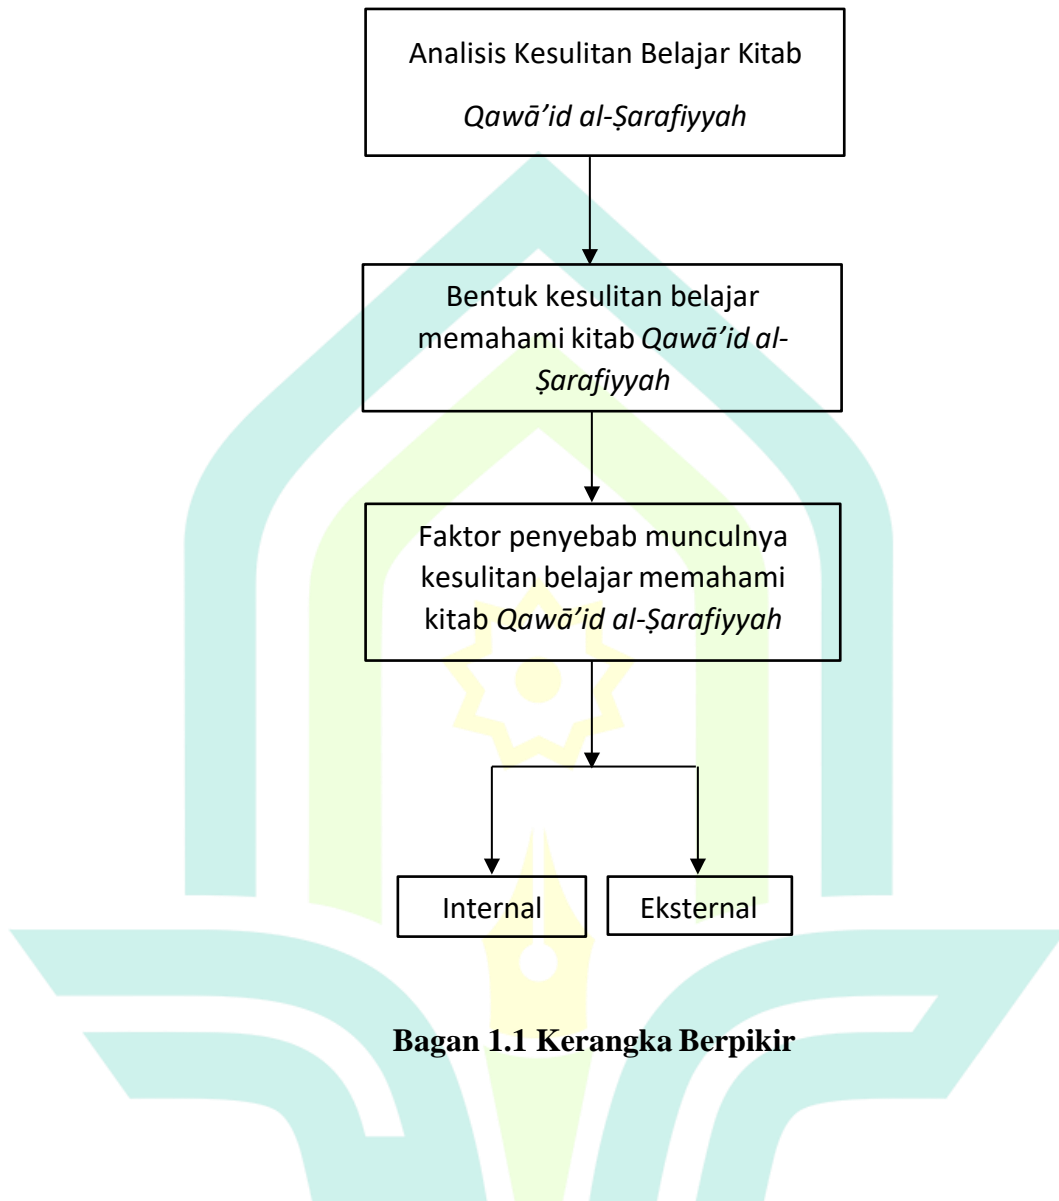 Analisis Kesulitan Belajar Kitab
Qawā’id al-Ṣarafiyyah
Bentuk kesulitan belajar
memahami kitab Qawā’id al-
Ṣarafiyyah
Faktor penyebab munculnya
kesulitan belajar memahami
kitab Qawā’id al-Ṣarafiyyah
Internal
Eksternal
Bagan 1.1 Kerangka Berpikir